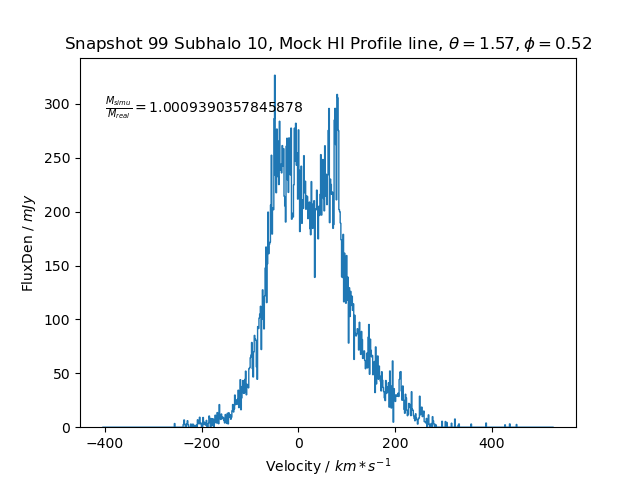 Snapshot 99 Subhalo 10, Mock HI Profile line, θ = 1.57, ϕ = 0.52
M_simu/M_real = 1.0009390357845878
300
250
200
150
100
50
0
FluxDen / mJy
−400 −200 0 200 400
Velocity / km * s⁻¹